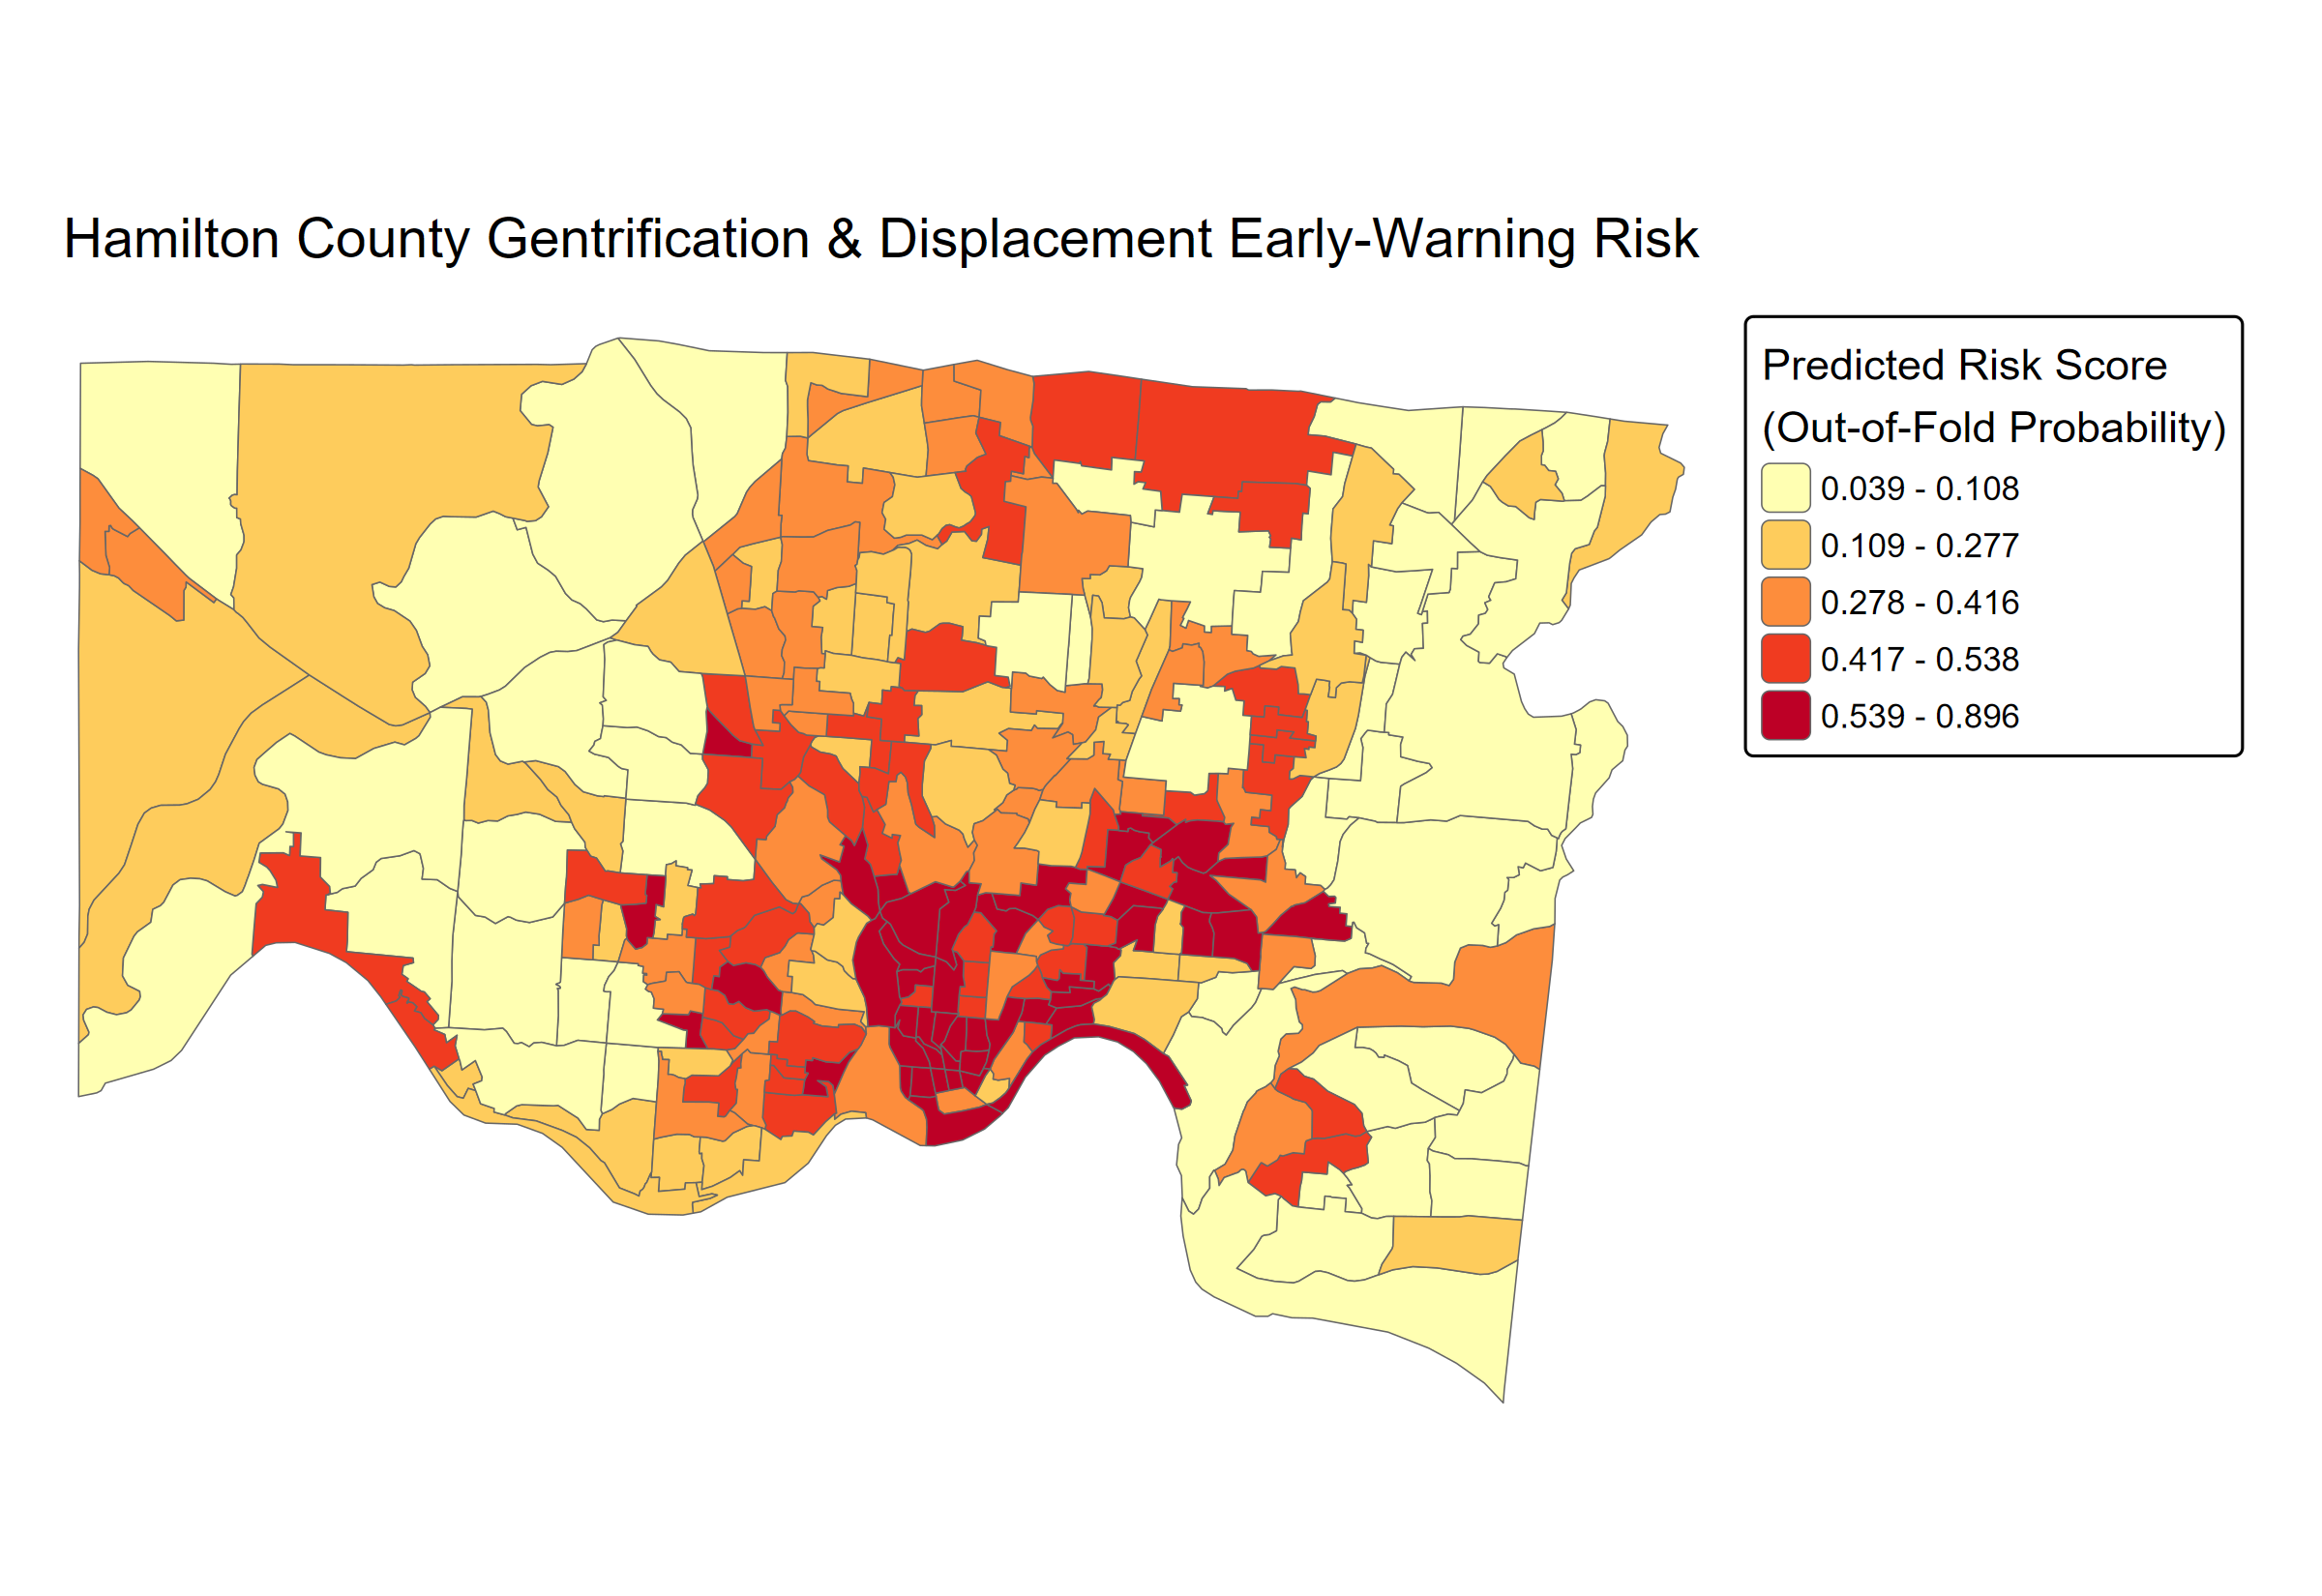 Hamilton County Gentrification & Displacement Early-Warning Risk
Predicted Risk Score
(Out-of-Fold Probability)
0.039 - 0.108
0.109 - 0.277
0.278 - 0.416
0.417 - 0.538
0.539 - 0.896